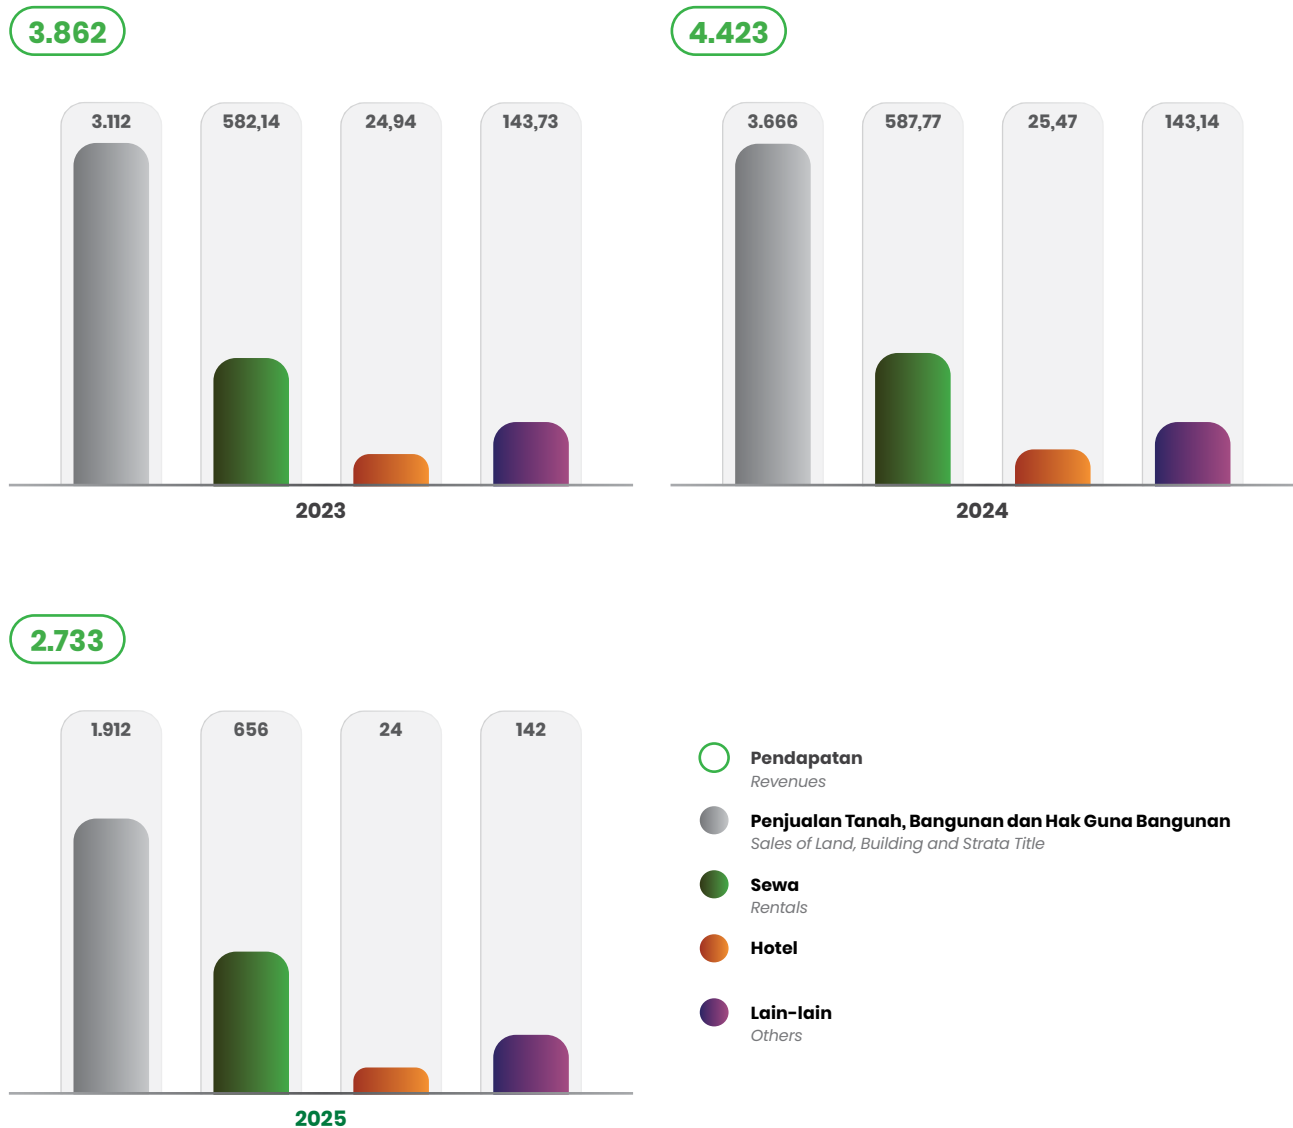 3.862
3.112
582,14
24,94
143,73
2023
4.423
3.666
587,77
25,47
143,14
2024
2.733
1.912
656
24
142
2025
Pendapatan
Revenues
Penjualan Tanah, Bangunan dan Hak Guna Bangunan
Sales of Land, Building and Strata Title
Sewa
Rentals
Hotel
Lain-lain
Others